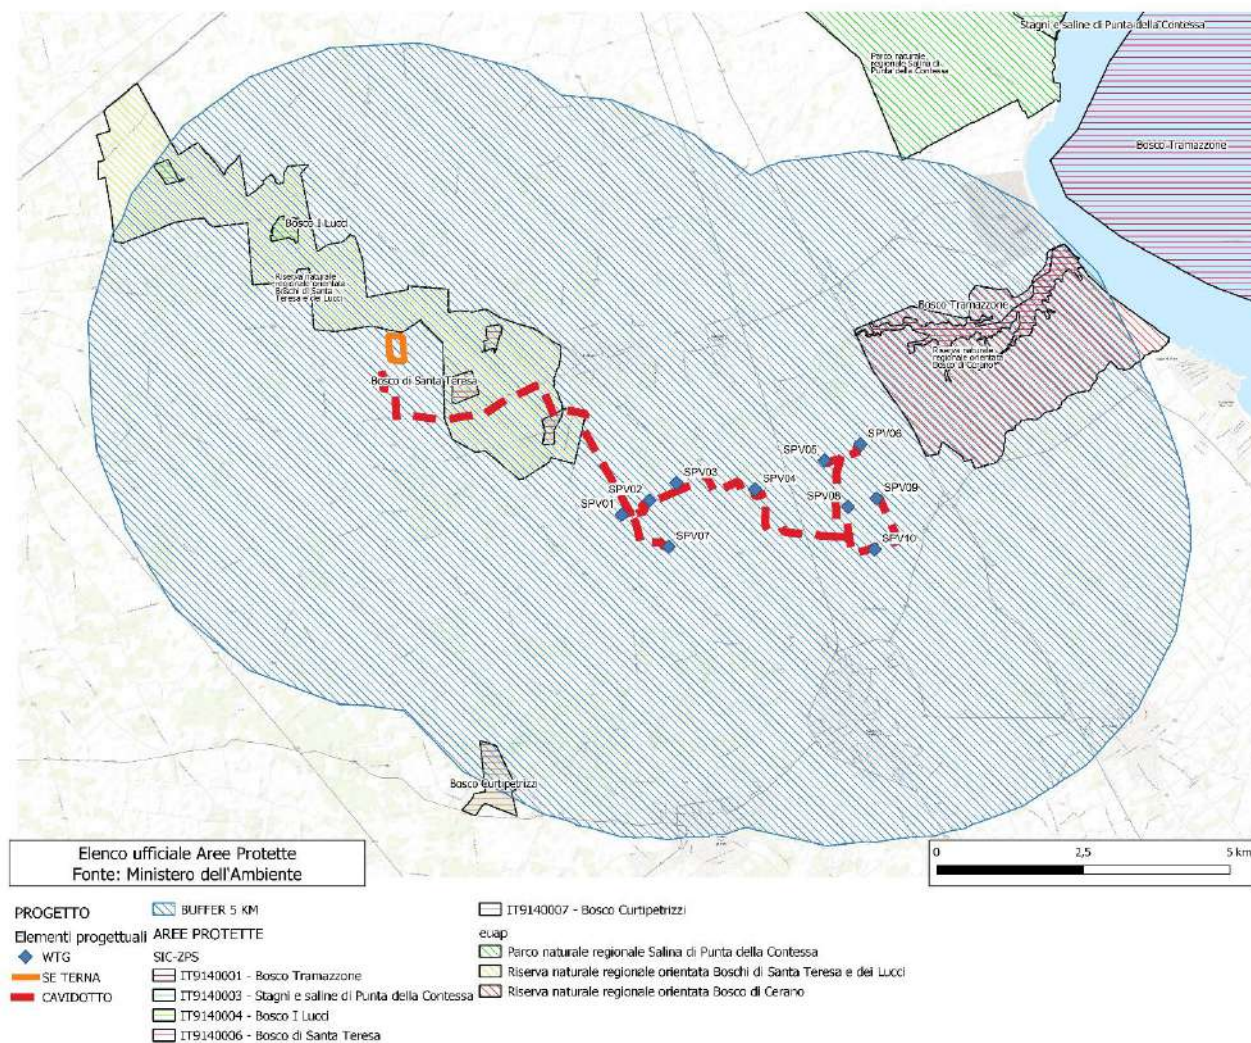 Stagni e saline di Punta della Contessa
Parco naturale
regionale Salina di
Punta della Contessa
Bosco Tramazzone
Bosco I Lucci
Riserva naturale
regionale orientata
Boschi di Santa
Teresa e dei Lucci
Bosco Tramazzone
Riserva naturale
regionale orientata
Bosco di Cerano
Bosco di Santa Teresa
SPV06
SPV05
SPV03
SPV02
SPV04
SPV01
SPV08
SPV09
SPV07
SPV10
Bosco Curtipetrizzi
Elenco ufficiale Aree Protette
Fonte: Ministero dell'Ambiente
0 2,5 5 km
PROGETTO
Elementi progettuali
WTG
SE TERNA
CAVIDOTTO
BUFFER 5 KM
AREE PROTETTE
SIC-ZPS
IT9140001 - Bosco Tramazzone
IT9140003 - Stagni e saline di Punta della Contessa
IT9140004 - Bosco I Lucci
IT9140006 - Bosco di Santa Teresa
IT9140007 - Bosco Curtipetrizzi
euap
Parco naturale regionale Salina di Punta della Contessa
Riserva naturale regionale orientata Boschi di Santa Teresa e dei Lucci
Riserva naturale regionale orientata Bosco di Cerano